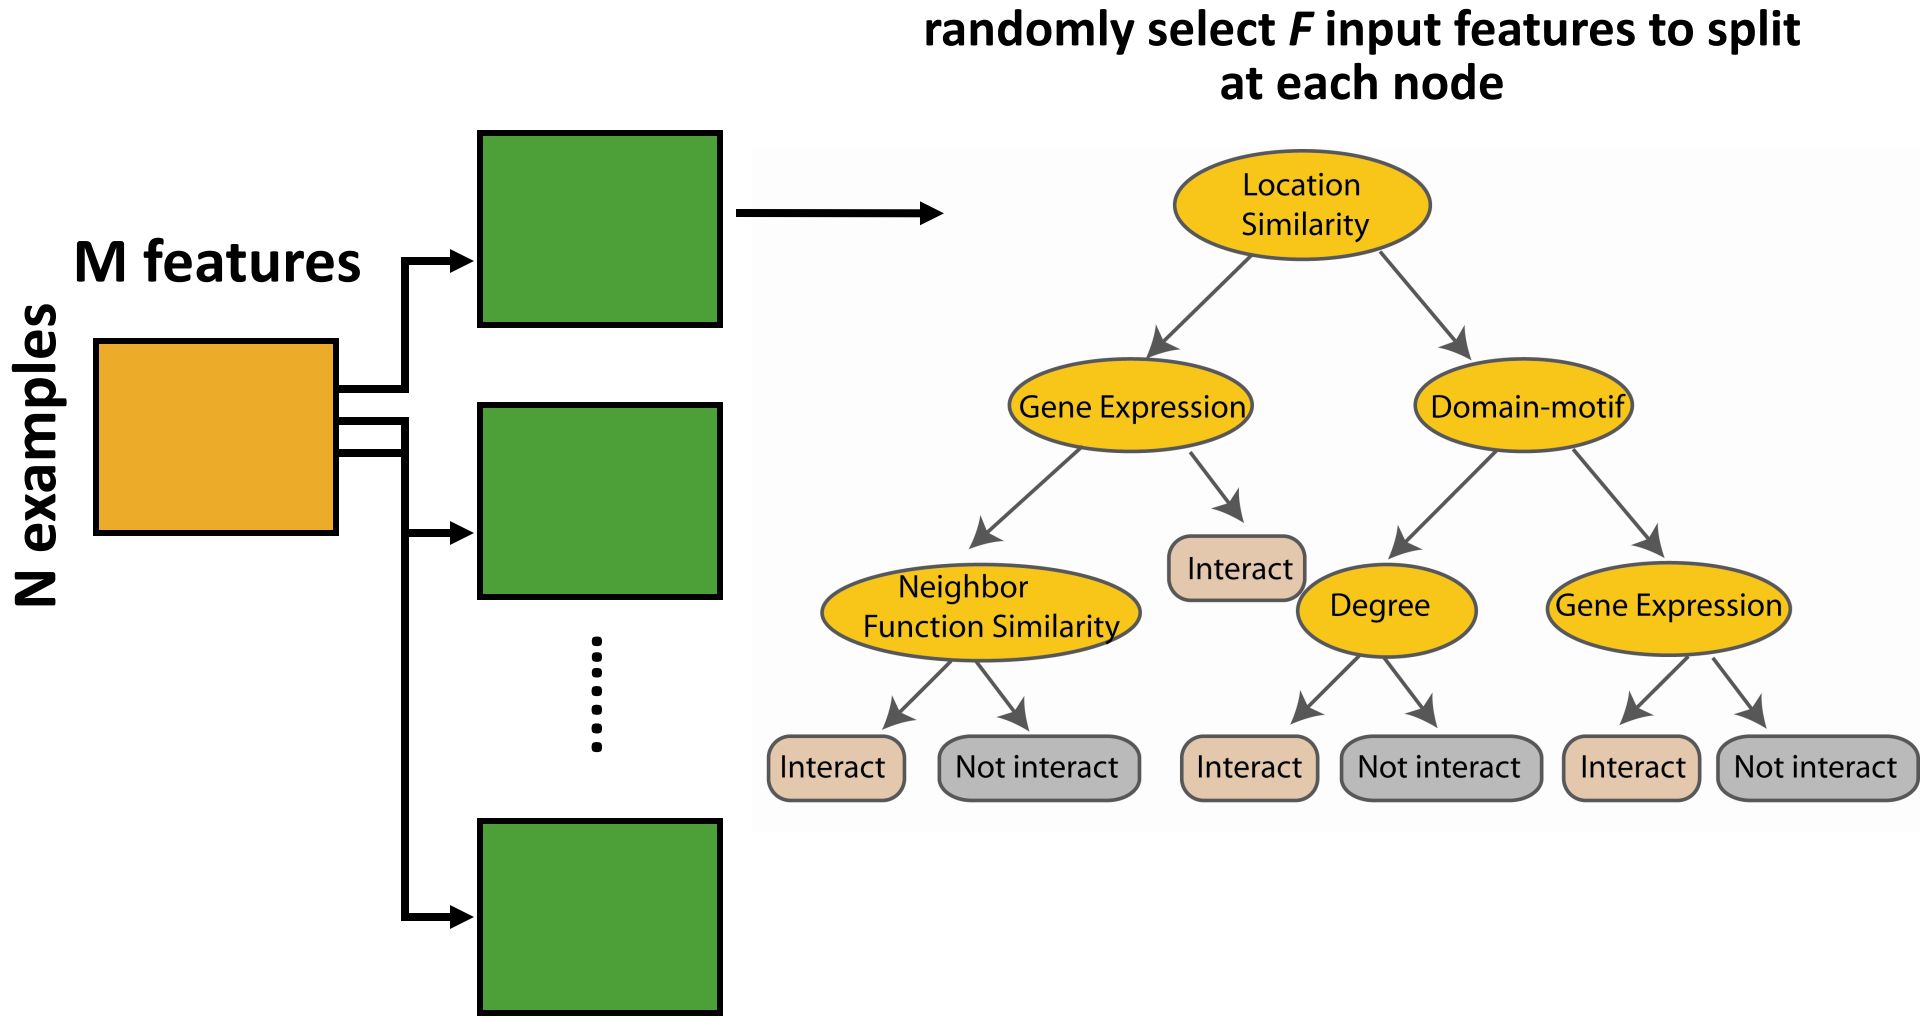 randomly select F input features to split
at each node
M features
N examples
Location
Similarity
Gene Expression
Domain-motif
Interact
Neighbor
Function Similarity
Degree
Gene Expression
Interact
Not interact
Interact
Not interact
Interact
Not interact